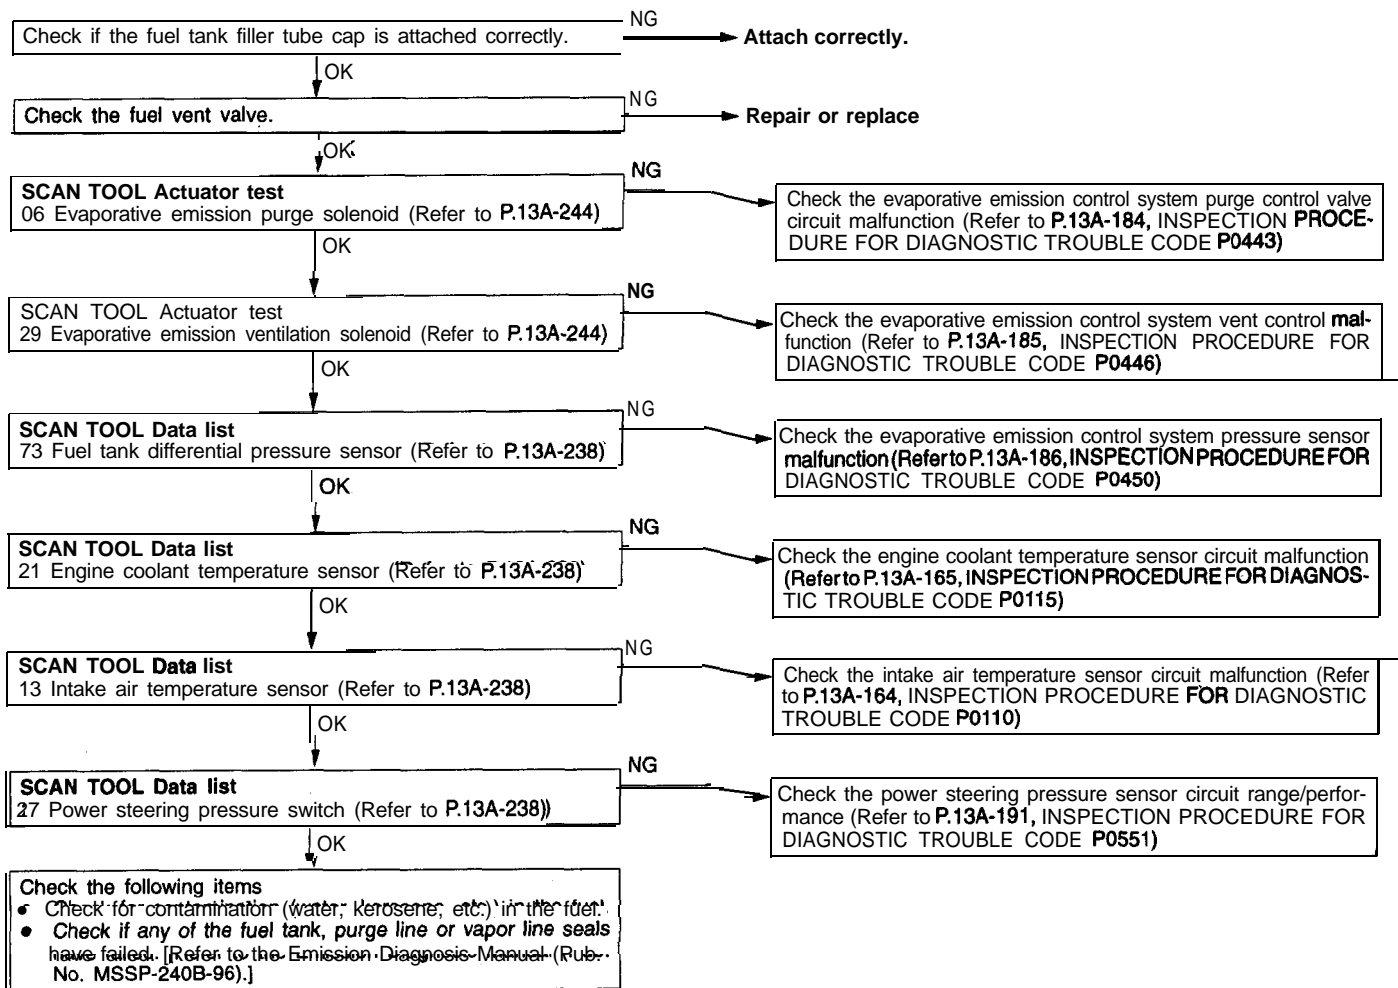 Check if the fuel tank filler tube cap is attached correctly.
NG
Attach correctly.
OK
Check the fuel vent valve.
NG
Repair or replace
OK
SCAN TOOL Actuator test
06 Evaporative emission purge solenoid (Refer to P.13A-244)
NG
Check the evaporative emission control system purge control valve
circuit malfunction (Refer to P.13A-184, INSPECTION PROCE-
DURE FOR DIAGNOSTIC TROUBLE CODE P0443)
OK
SCAN TOOL Actuator test
29 Evaporative emission ventilation solenoid (Refer to P.13A-244)
NG
Check the evaporative emission control system vent control mal-
function (Refer to P.13A-185, INSPECTION PROCEDURE FOR
DIAGNOSTIC TROUBLE CODE P0446)
OK
SCAN TOOL Data list
73 Fuel tank differential pressure sensor (Refer to P.13A-238)
NG
Check the evaporative emission control system pressure sensor
malfunction (Refer to P.13A-186, INSPECTION PROCEDURE FOR
DIAGNOSTIC TROUBLE CODE P0450)
OK
SCAN TOOL Data list
21 Engine coolant temperature sensor (Refer to P.13A-238)
NG
Check the engine coolant temperature sensor circuit malfunction
(Refer to P.13A-165, INSPECTION PROCEDURE FOR DIAGNOS-
TIC TROUBLE CODE P0115)
OK
SCAN TOOL Data list
13 Intake air temperature sensor (Refer to P.13A-238)
NG
Check the intake air temperature sensor circuit malfunction (Refer
to P.13A-164, INSPECTION PROCEDURE FOR DIAGNOSTIC
TROUBLE CODE P0110)
OK
SCAN TOOL Data list
27 Power steering pressure switch (Refer to P.13A-238))
NG
Check the power steering pressure sensor circuit range/perfor-
mance (Refer to P.13A-191, INSPECTION PROCEDURE FOR
DIAGNOSTIC TROUBLE CODE P0551)
OK
Check the following items
● Check for contamination (water, kerosene, etc.) in the fuel.
● Check if any of the fuel tank, purge line or vapor line seals
have failed. [Refer to the Emission Diagnosis Manual (Pub.
No. MSSP-240B-96).]